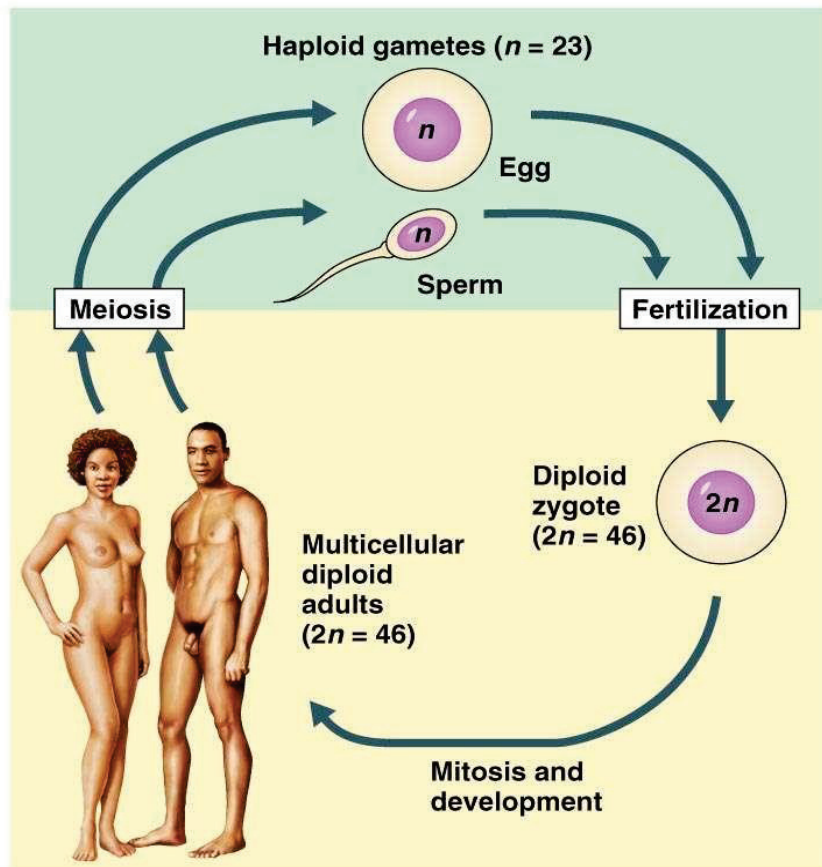 Haploid gametes (n = 23)
n
Egg
n
Sperm
Meiosis
Fertilization
Diploid
zygote
(2n = 46)
2n
Multicellular
diploid
adults
(2n = 46)
Mitosis and
development